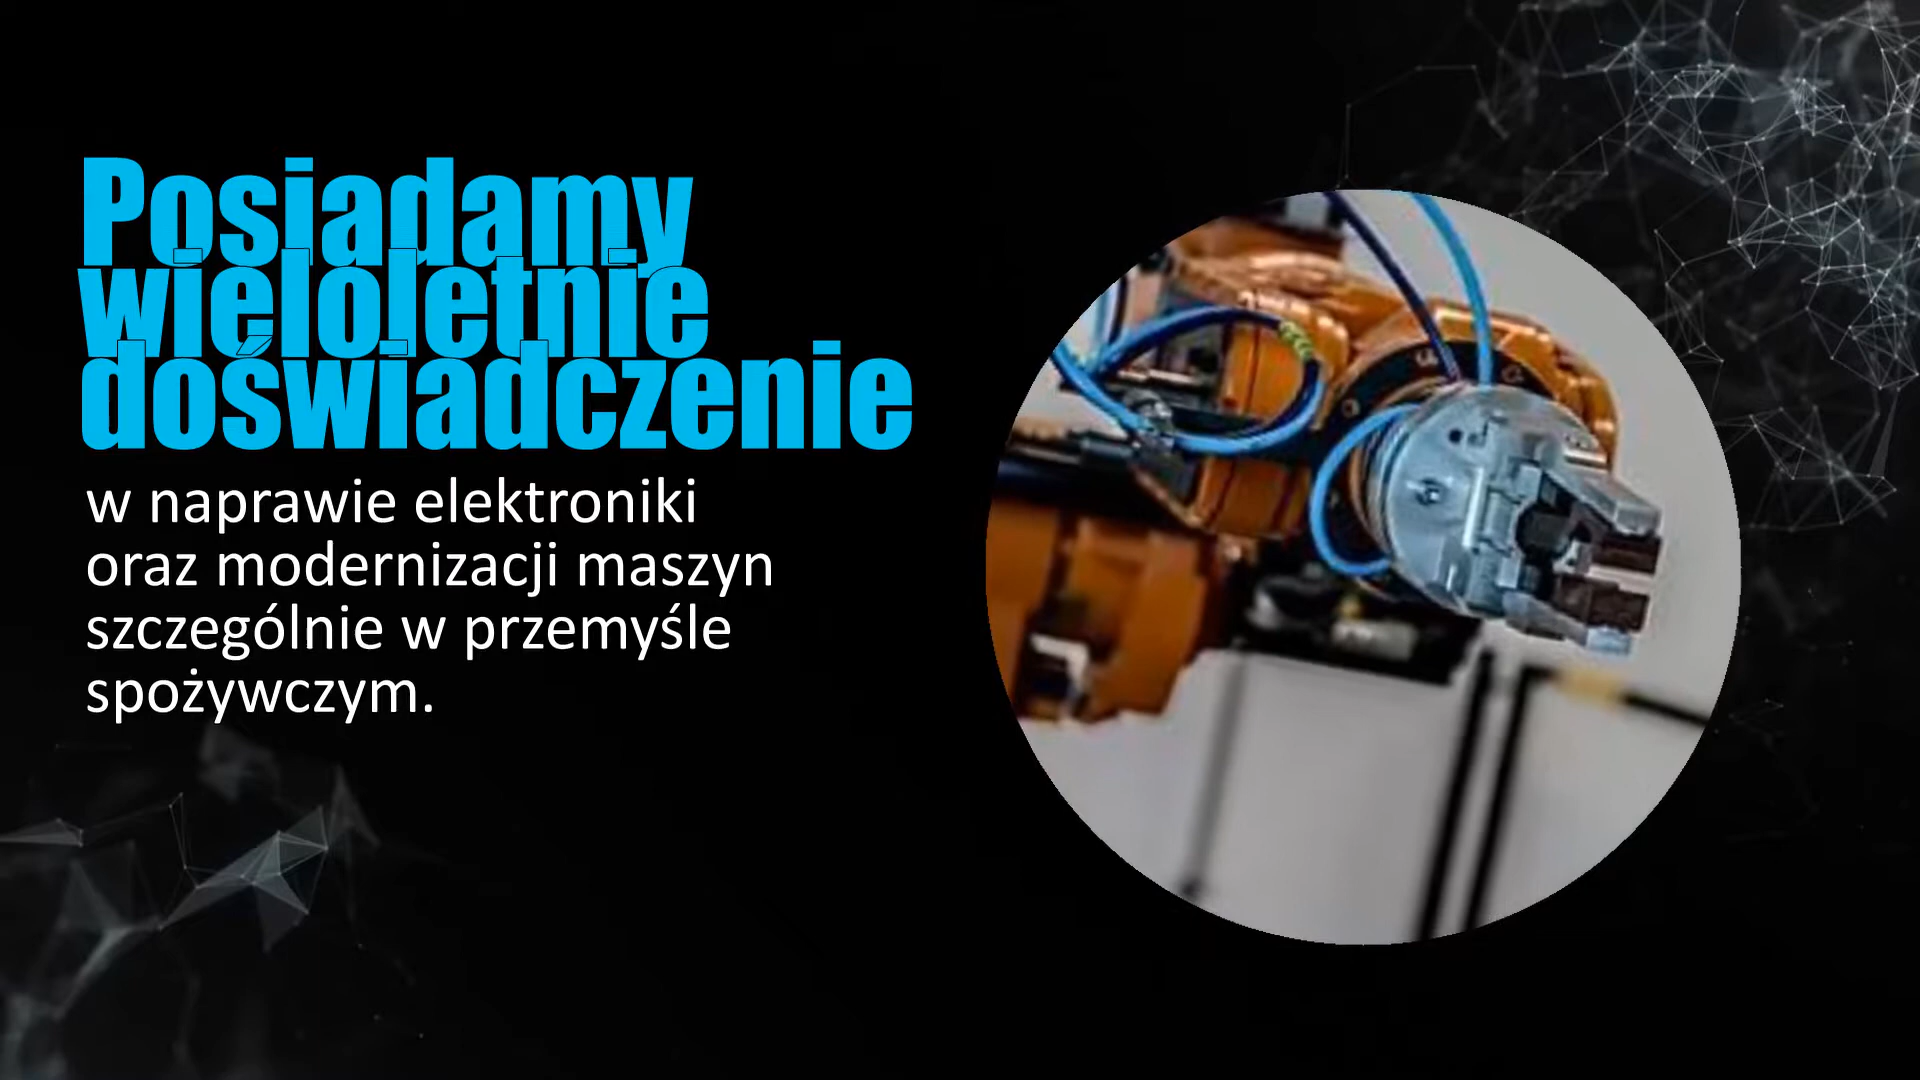 Posiadamy
wieloletnie
doświadczenie
w naprawie elektroniki
oraz modernizacji maszyn
szczególnie w przemyśle
spożywczym.